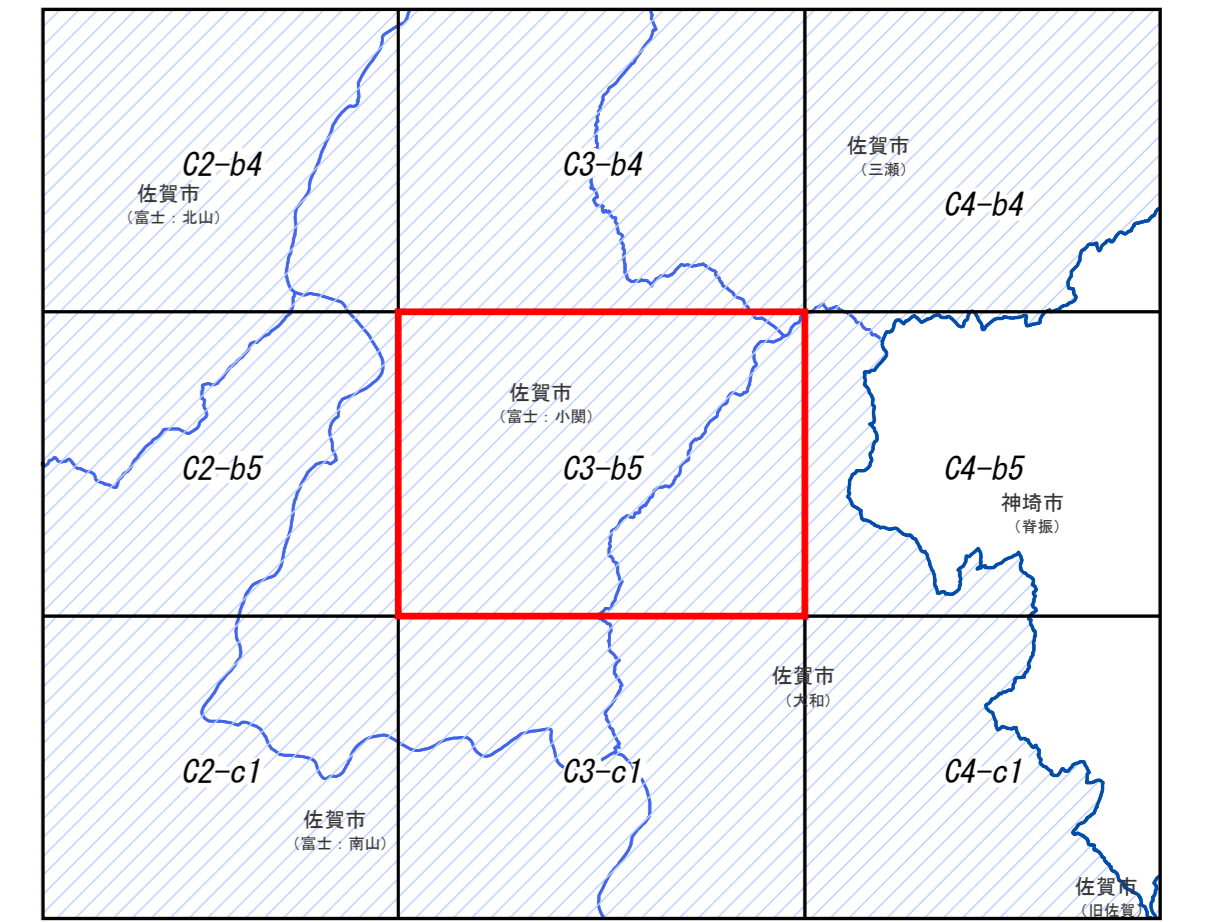 C2-b4
佐賀市
（富士：北山）
C3-b4
佐賀市
（三瀬）
C4-b4
佐賀市
（富士：小関）
C2-b5
C3-b5
C4-b5
神埼市
（脊振）
佐賀市
（大和）
C2-c1
C3-c1
C4-c1
佐賀市
（富士：南山）
佐賀市
（旧佐賀）